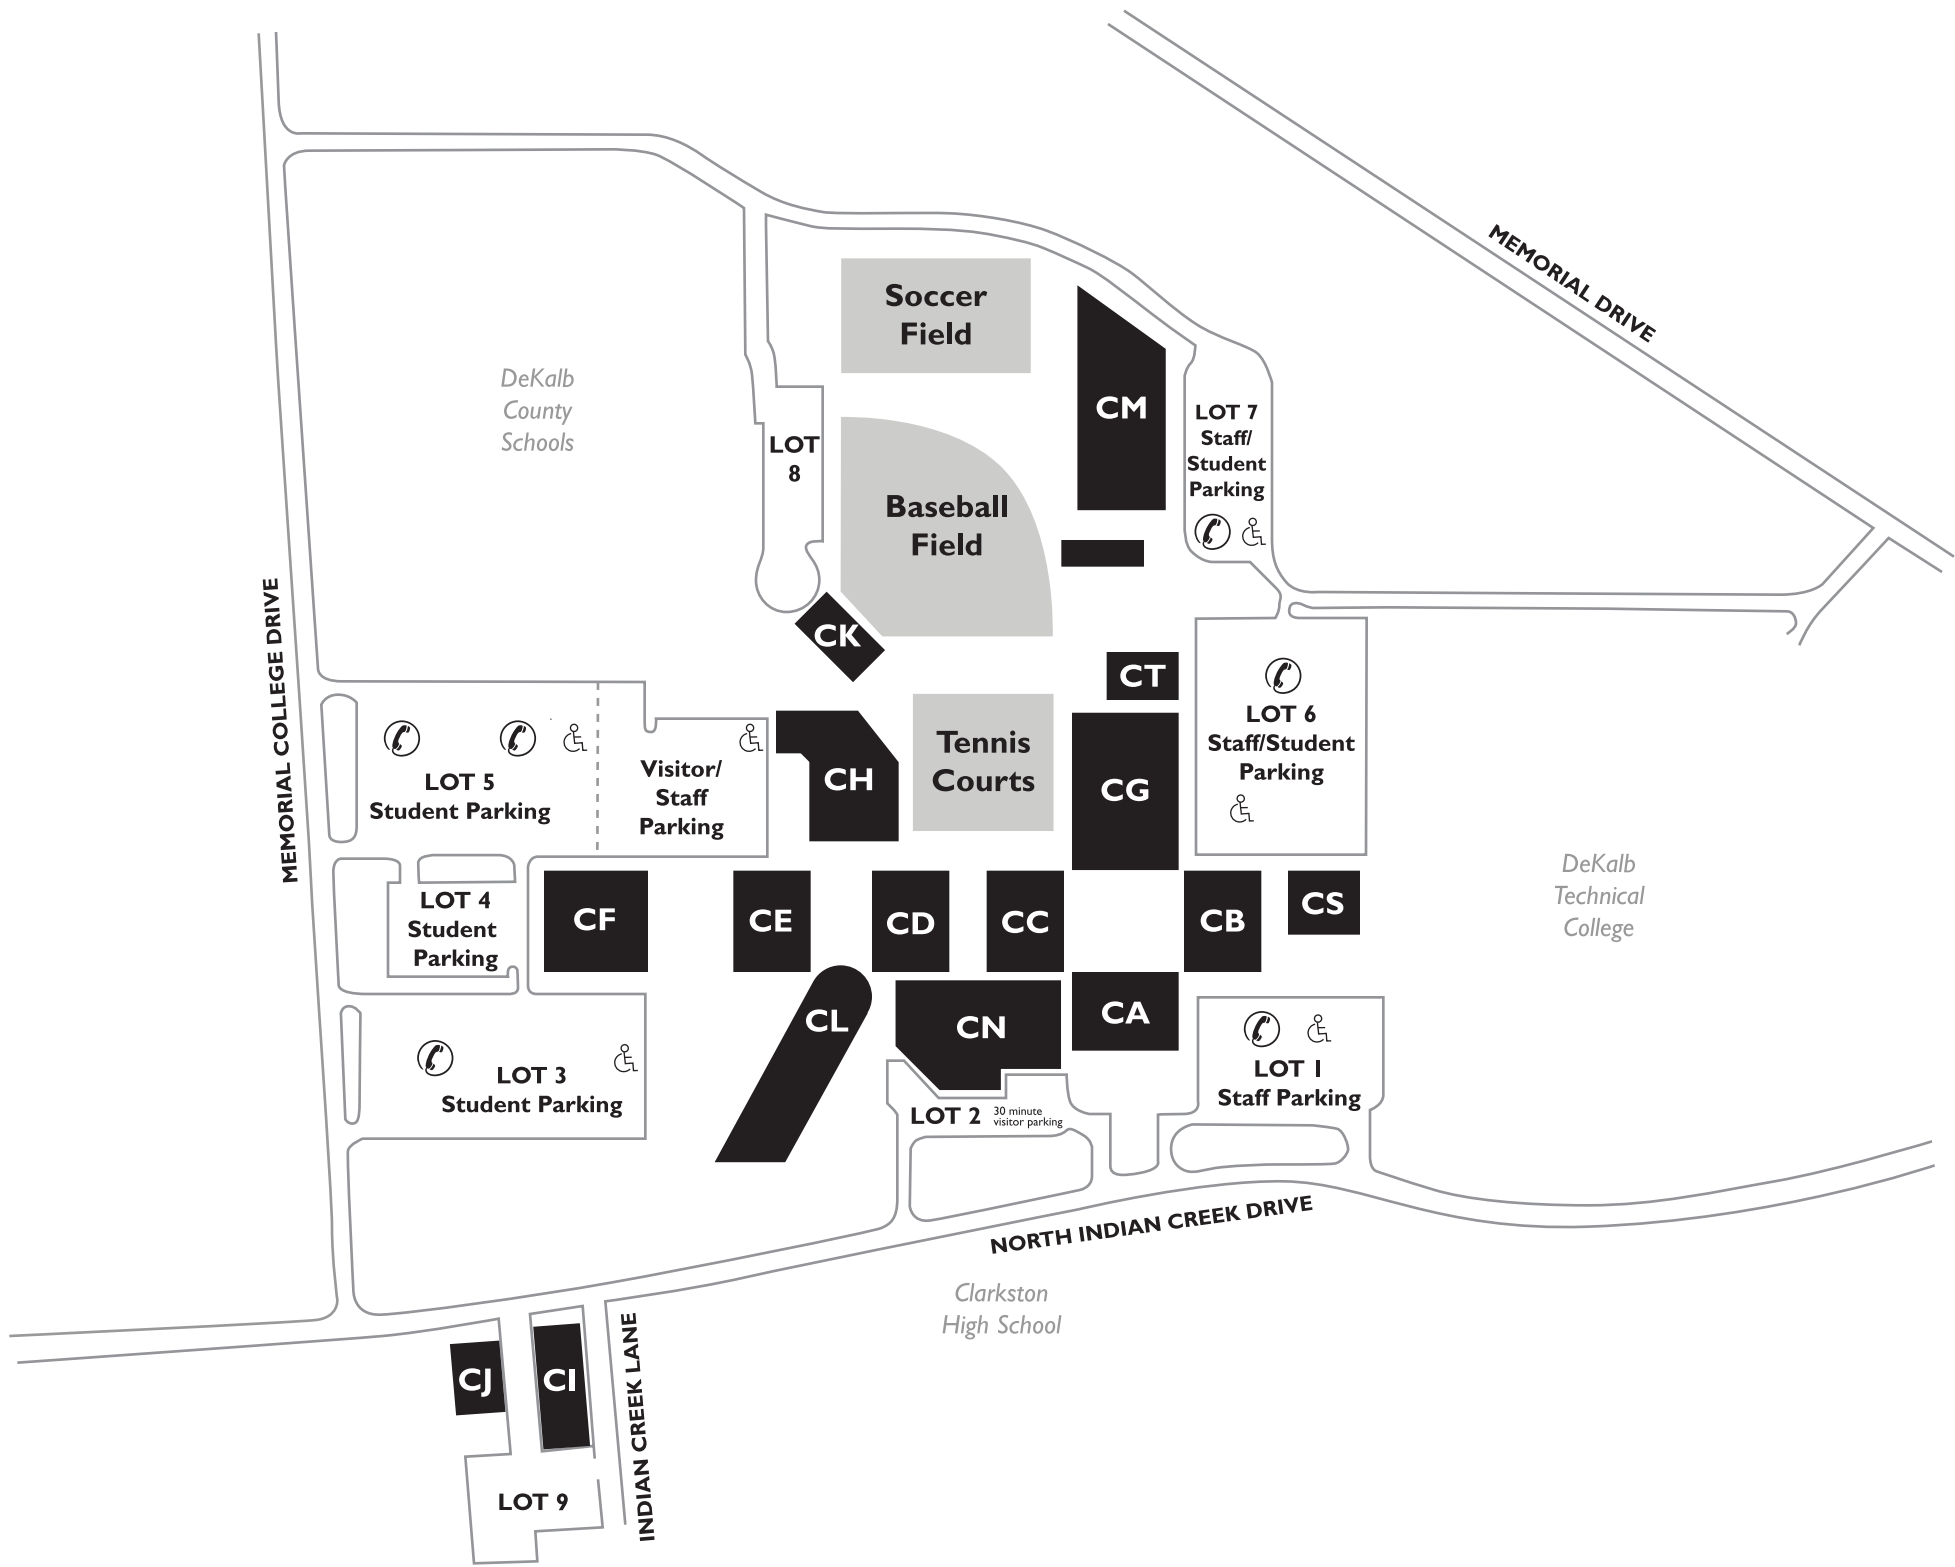 MEMORIAL DRIVE
Soccer
Field
DeKalb
County
Schools
CM
LOT 7
Staff/
Student
Parking
LOT
8
Baseball
Field
MEMORIAL COLLEGE DRIVE
CK
CT
LOT 6
Staff/Student
Parking
Tennis
Courts
CH
CG
LOT 5
Student Parking
Visitor/
Staff
Parking
DeKalb
Technical
College
LOT 4
Student
Parking
CF
CE
CD
CC
CB
CS
CL
CN
CA
LOT 3
Student Parking
LOT 1
Staff Parking
LOT 2
30 minute
visitor parking
NORTH INDIAN CREEK DRIVE
Clarkston
High School
CJ
CI
INDIAN CREEK LANE
LOT 9